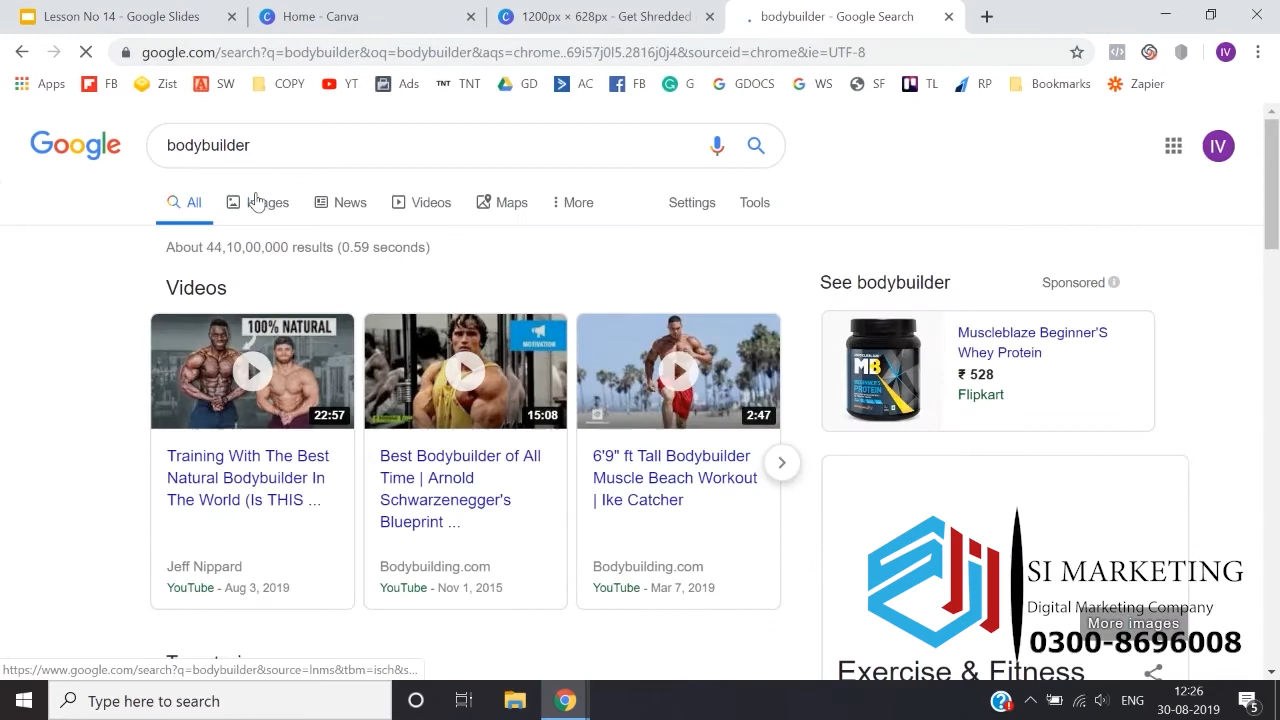 Lesson No 14 - Google Slides
Home - Canva
1200px × 628px - Get Shredded
bodybuilder - Google Search
google.com/search?q=bodybuilder&oq=bodybuilder&aqs=chrome..69i57j0l5.2816j0j4&sourceid=chrome&ie=UTF-8
IV
Apps
FB
Zist
SW
COPY
YT
Ads
TNT
TNT
GD
AC
FB
G
GDOCS
WS
SF
TL
RP
Bookmarks
Zapier
Google
bodybuilder
IV
All
News
Videos
Maps
More
Settings
Tools
About 44,10,00,000 results (0.59 seconds)
Videos
100% NATURAL
22:57
Training With The Best
Natural Bodybuilder In
The World (Is THIS ...
Jeff Nippard
YouTube - Aug 3, 2019
MOTIVATION
15:08
Best Bodybuilder of All
Time | Arnold
Schwarzenegger's
Blueprint ...
Bodybuilding.com
YouTube - Nov 1, 2015
2:47
6'9" ft Tall Bodybuilder
Muscle Beach Workout
| Ike Catcher
Bodybuilding.com
YouTube - Mar 7, 2019
See bodybuilder
Sponsored
MB
Muscleblaze Beginner'S
Whey Protein
₹ 528
Flipkart
SI MARKETING
Digital Marketing Company
More images
0300-8696008
Exercise & Fitness
https://www.google.com/search?q=bodybuilder&source=lnms&tbm=isch&s...
Type here to search
ENG
12:26
30-08-2019
5